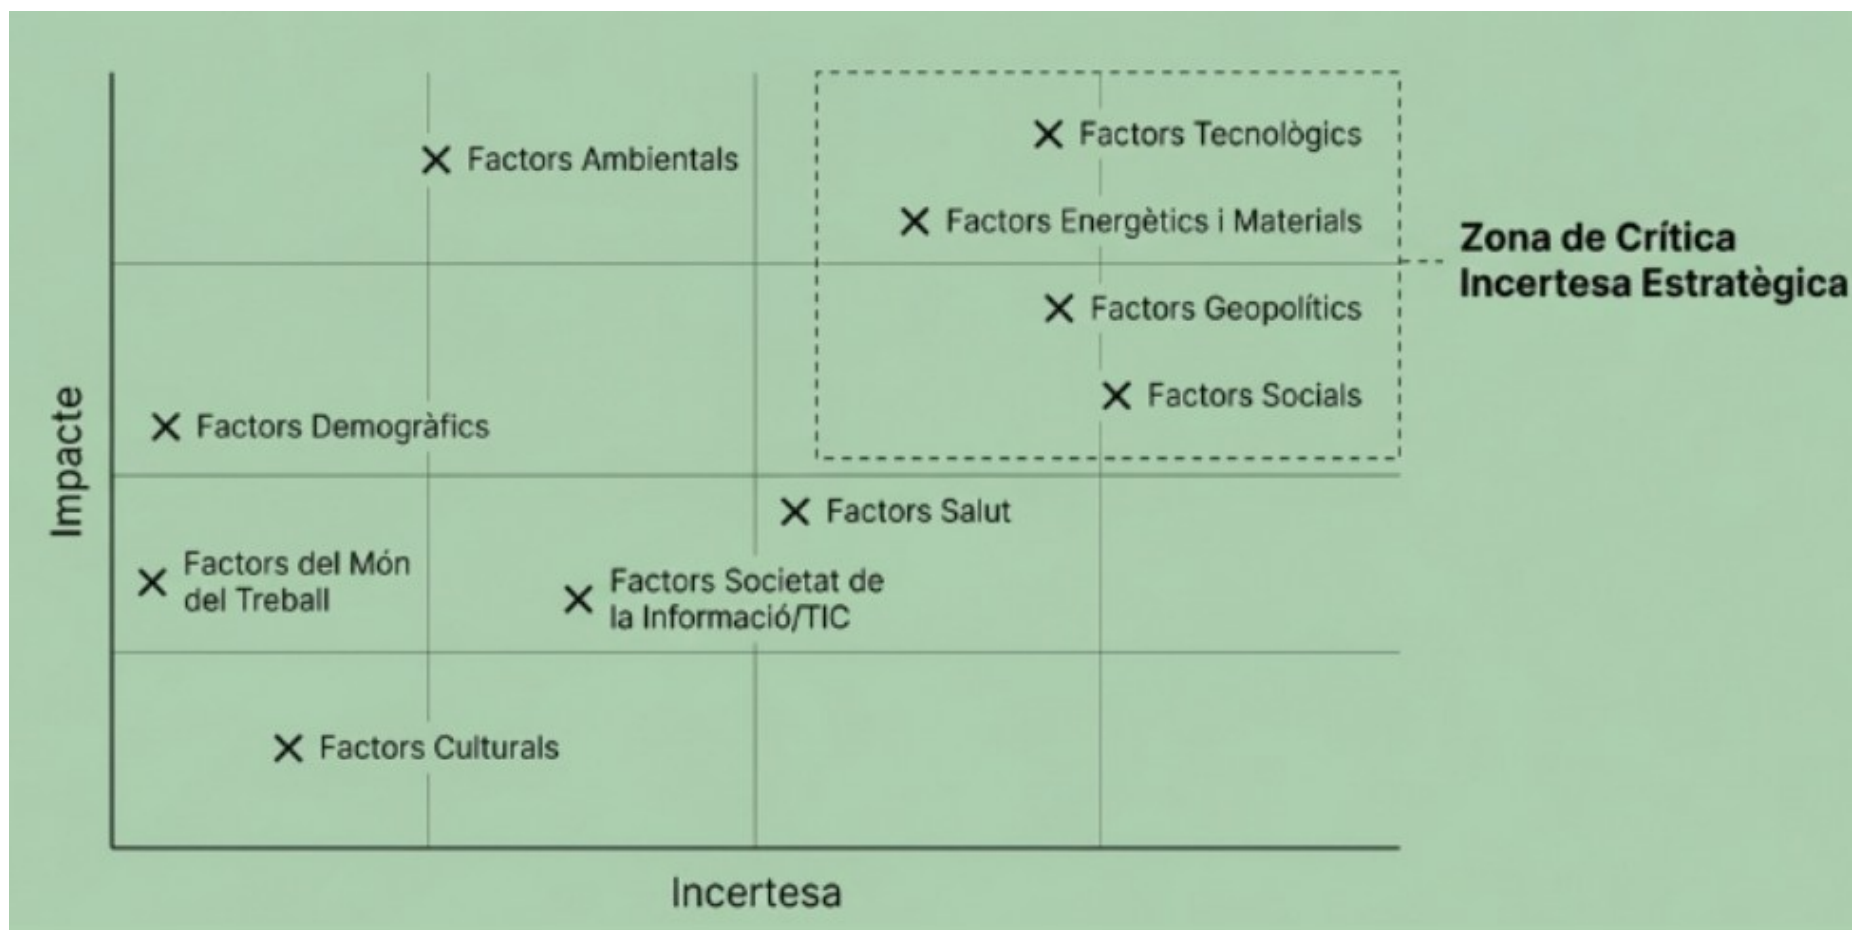 Factors Tecnològics
Factors Ambientals
Factors Energètics i Materials
Zona de Crítica
Incertesa Estratègica
Factors Geopolítics
Factors Socials
Factors Demogràfics
Impacte
Factors Salut
Factors del Món
del Treball
Factors Societat de
la Informació/TIC
Factors Culturals
Incertesa